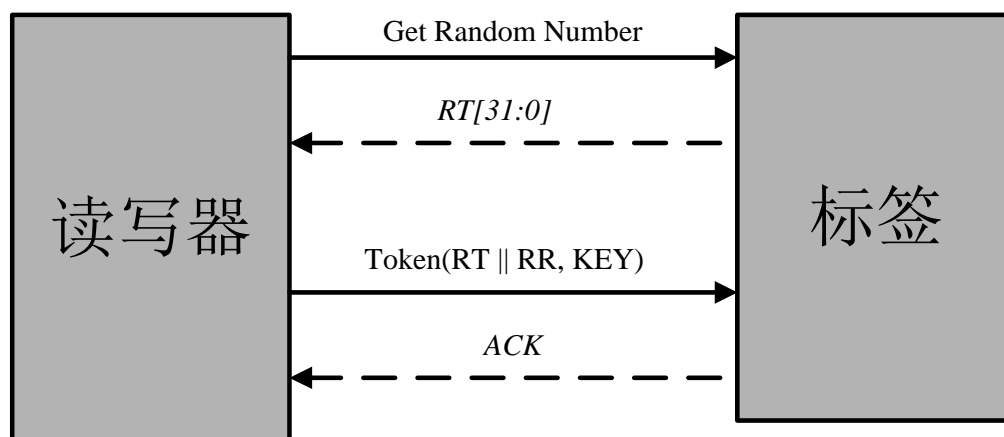 Get Random Number
RT[31:0]
读写器
标签
Token(RT || RR, KEY)
ACK